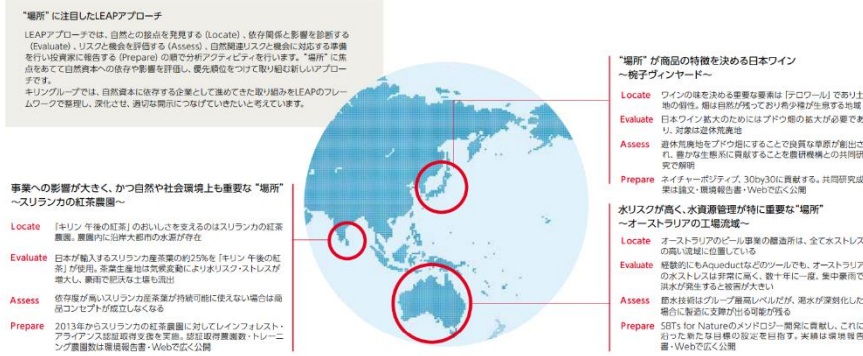 “場所”に注目したLEAPアプローチ
LEAPアプローチでは、自然との接点を発見する(Locate)、依存関係と影響を診断する
(Evaluate)、リスクと機会を評価する(Assess)、自然関連リスクと機会に対応する準備
を行い投資家に報告する(Prepare)の順で分析アクティビティを行います。“場所”に焦
点をあてて自然資本への依存や影響を評価し、優先順位をつけて取り組む新しいアプロー
チです。
キリングループでは、自然資本に依存する企業として進めてきた取り組みをLEAPのフレー
ムワークで整理し、深化させ、適切な開示につなげていきたいと考えています。
事業への影響が大きく、かつ自然や社会環境上も重要な“場所”
～スリランカの紅茶農園～
Locate 「キリン 午後の紅茶」のおいしさを支えるのはスリランカの紅茶
農園。農園内に沿岸大都市の水源が存在
Evaluate 日本が輸入するスリランカ産茶葉の約25%を「キリン 午後の紅
茶」が使用。茶葉生産地は気候変動により水リスク・ストレスが
増大し、豪雨で肥沃な土壌も流出
Assess 依存度が高いスリランカ産茶葉が持続可能に使えない場合は商
品コンセプトが成立しなくなる
Prepare 2013年からスリランカの紅茶農園に対してレインフォレスト・
アライアンス認証取得支援を実施。認証取得農園数・トレーニ
ング農園数は環境報告書・Webで広く公開
“場所”が商品の特徴を決める日本ワイン
～椀子ヴィンヤード～
Locate ワインの味を決める重要な要素は「テロワール」であり土
地の個性。畑は自然が残っており希少種が生息する地域
Evaluate 日本ワイン拡大のためにはブドウ畑の拡大が必要であ
り、対象は遊休荒廃地
Assess 遊休荒廃地をブドウ畑にすることで良質な草原が創出さ
れ、豊かな生態系に貢献することを農研機構との共同研
究で解明
Prepare ネイチャーポジティブ、30by30に貢献する。共同研究成
果は論文・環境報告書・Webで広く公開
水リスクが高く、水資源管理が特に重要な“場所”
～オーストラリアの工場流域～
Locate オーストラリアのビール事業の醸造所は、全て水ストレス
の高い流域に位置している
Evaluate 経験的にもAqueductなどのツールでも、オーストラリア
の水ストレスは非常に高く、数十年に一度、集中豪雨で
洪水が発生すると被害が大きい
Assess 節水技術はグループ最高レベルだが、渇水が深刻化した
場合に製造に支障が出る可能が残る
Prepare SBTs for Natureのメソドロジー開発に貢献し、これに
沿った新たな目標の設定を目指す。実績は環境報告
書・Webで広く公開